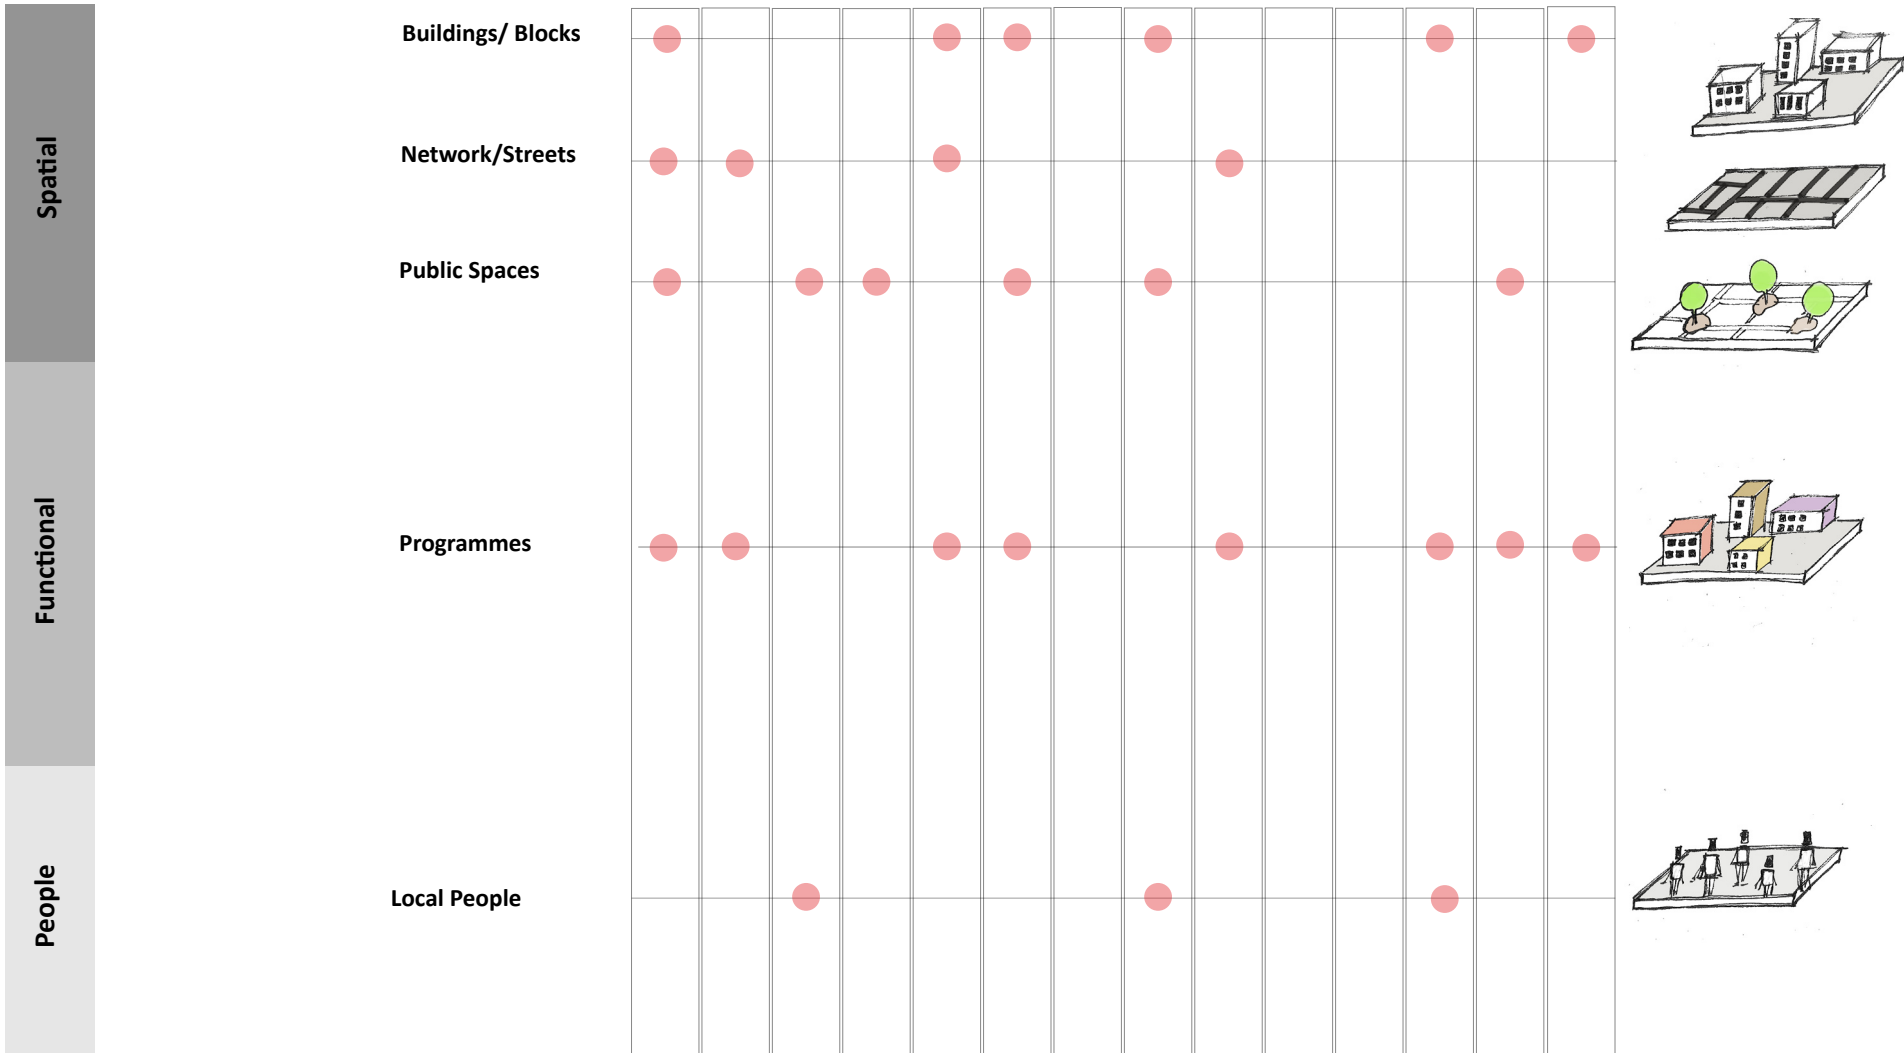 Spatial
Buildings/ Blocks
Network/Streets
Public Spaces
Functional
Programmes
People
Local People